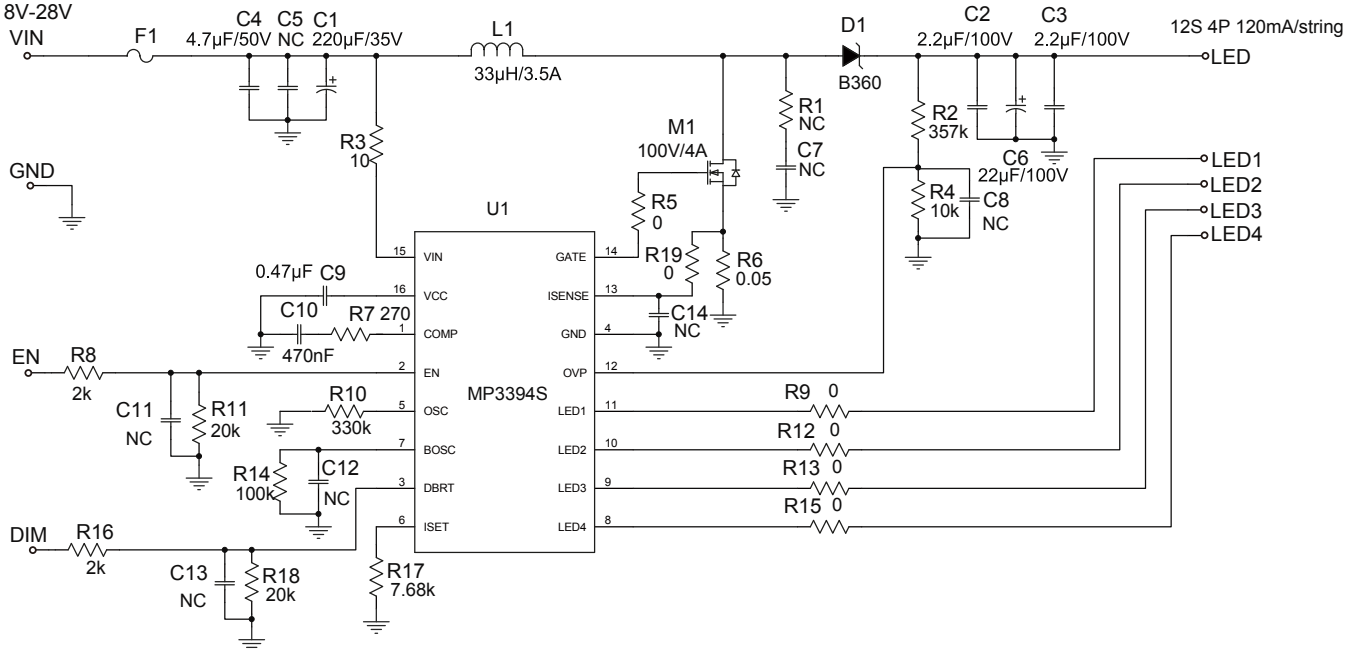 8V-28V
VIN
F1
C4
4.7µF/50V
C5
NC
C1
220µF/35V
+
L1
33µH/3.5A
D1
B360
C2
2.2µF/100V
C3
2.2µF/100V
12S 4P 120mA/string
LED
R3
10
M1
100V/4A
R1
NC
C7
NC
R2
357k
+
C6
22µF/100V
R4
10k
C8
NC
LED1
LED2
LED3
LED4
GND
U1
MP3394S
R5
0
R19
0
R6
0.05
C14
NC
0.47µF C9
C10
470nF
R7 270
15 VIN
16 VCC
1 COMP
2 EN
5 OSC
7 BOSC
3 DBRT
6 ISET
GATE 14
ISENSE 13
GND 4
OVP 12
LED1 11
LED2 10
LED3 9
LED4 8
EN
R8
2k
C11
NC
R11
20k
R10
330k
R14
100k
C12
NC
R9 0
R12 0
R13 0
R15 0
DIM
R16
2k
C13
NC
R18
20k
R17
7.68k